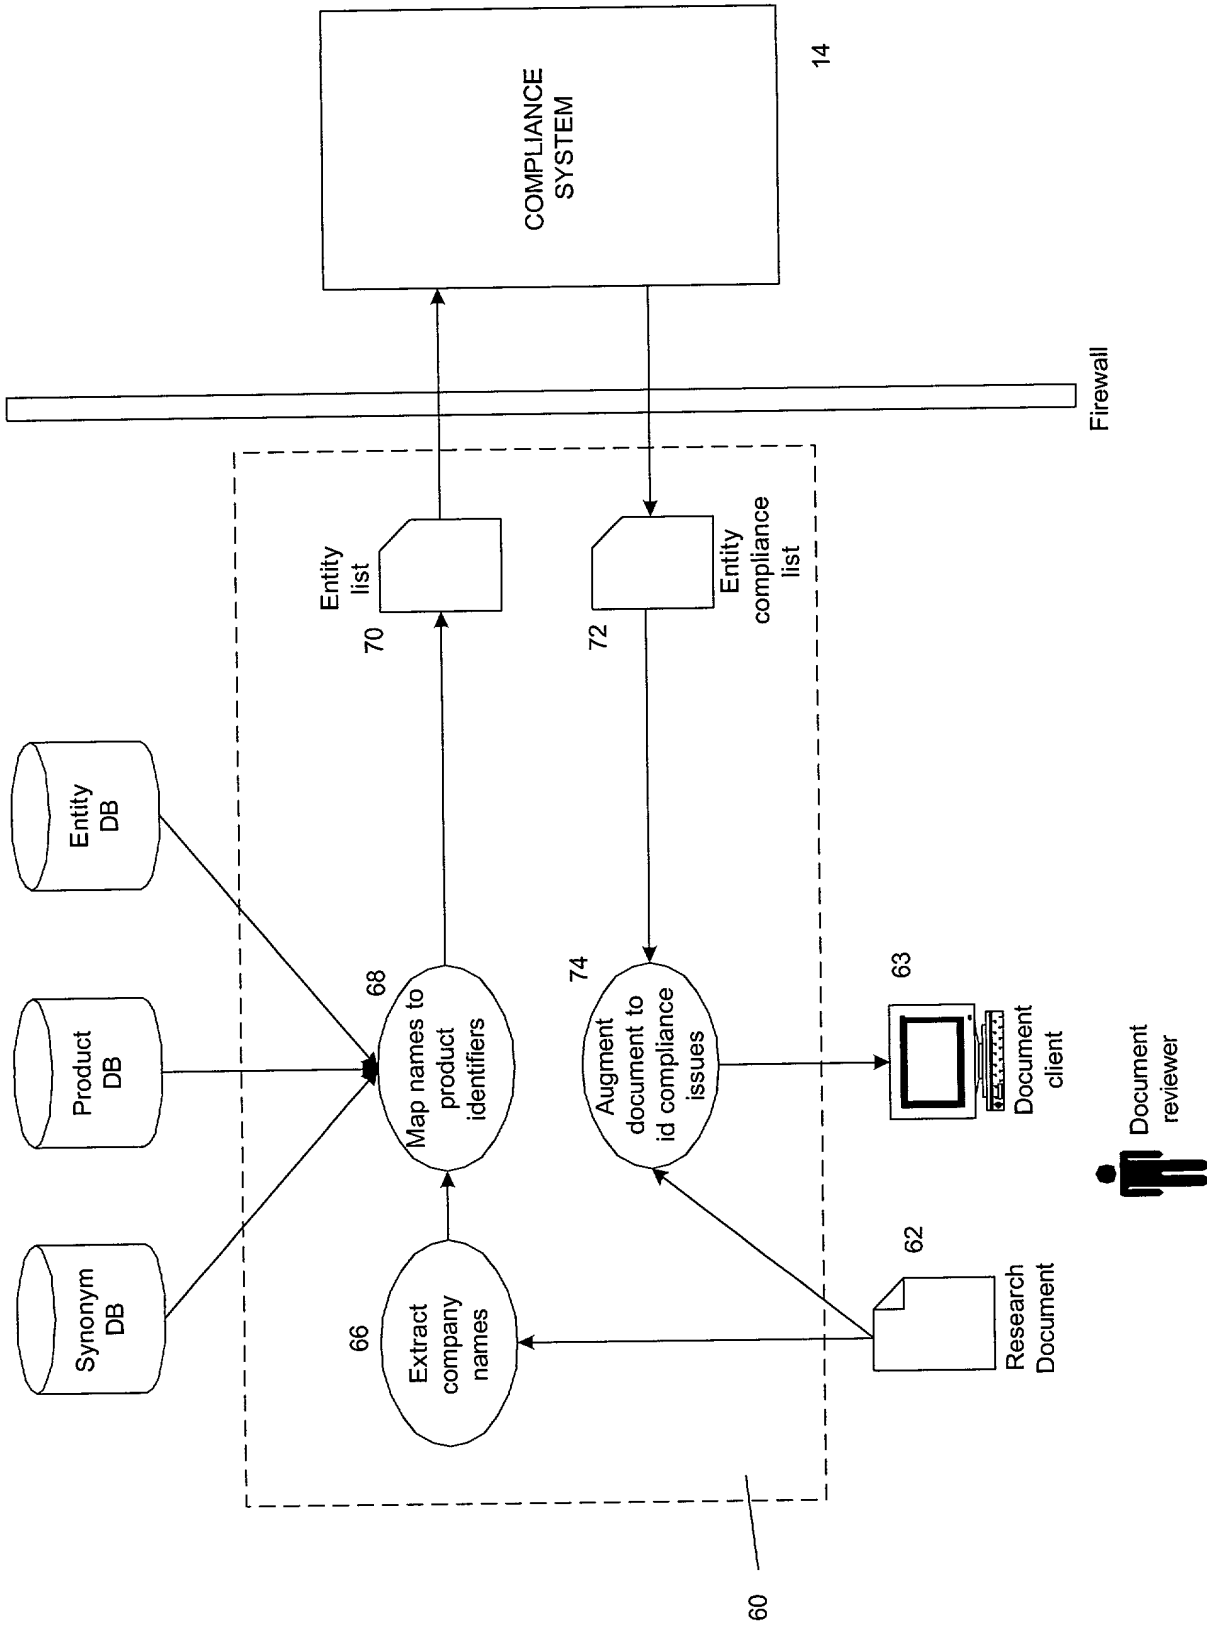 Synonym
DB
Product
DB
Entity
DB
66
Extract
company
names
68
Map names to
product
identifiers
70
Entity
list
COMPLIANCE
SYSTEM
14
74
Augment
document to
id compliance
issues
72
Entity
compliance
list
Firewall
60
62
Research
Document
63
Document
client
Document
reviewer